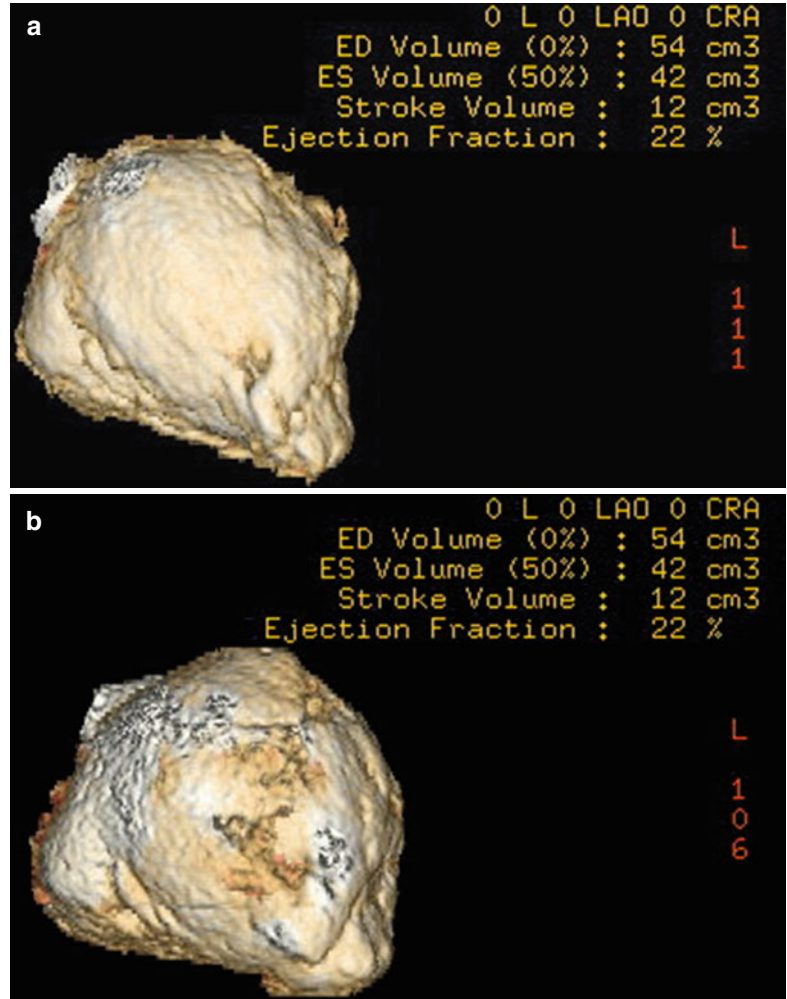 a
0 L 0 LAO 0 CRA
ED Volume (0%) : 54 cm3
ES Volume (50%) : 42 cm3
Stroke Volume : 12 cm3
Ejection Fraction : 22 %
L
1
1
1
b
0 L 0 LAO 0 CRA
ED Volume (0%) : 54 cm3
ES Volume (50%) : 42 cm3
Stroke Volume : 12 cm3
Ejection Fraction : 22 %
L
1
0
6